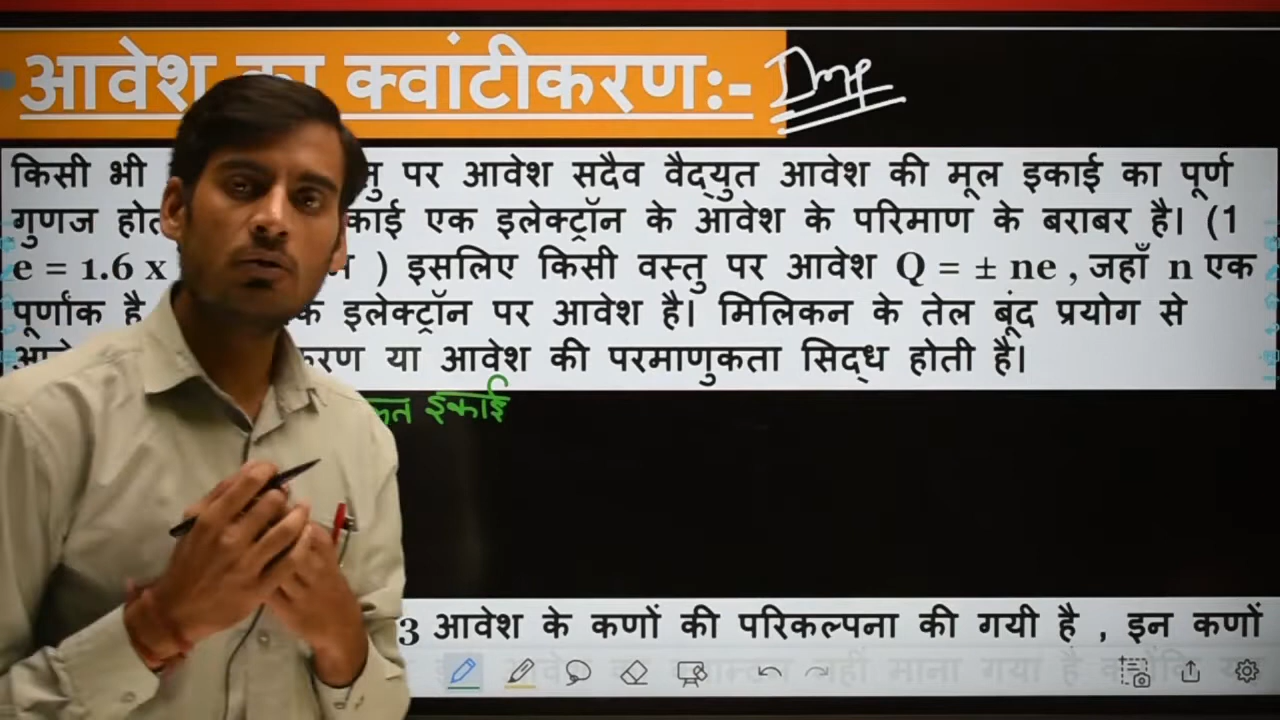 आवेश का क्वांटीकरण:- Imp
किसी भी पर आवेश सदैव वैद्युत आवेश की मूल इकाई का पूर्ण
गुणज इकाई एक इलेक्ट्रॉन के आवेश के परिमाण के बराबर है। (1
e = 1.6 x ) इसलिए किसी वस्तु पर आवेश Q = ± ne , जहाँ n एक
पूर्णांक है इलेक्ट्रॉन पर आवेश है। मिलिकन के तेल बूंद प्रयोग से
या आवेश की परमाणुकता सिद्ध होती है।
इकाई
3 आवेश के कणों की परिकल्पना की गयी है , इन कणों